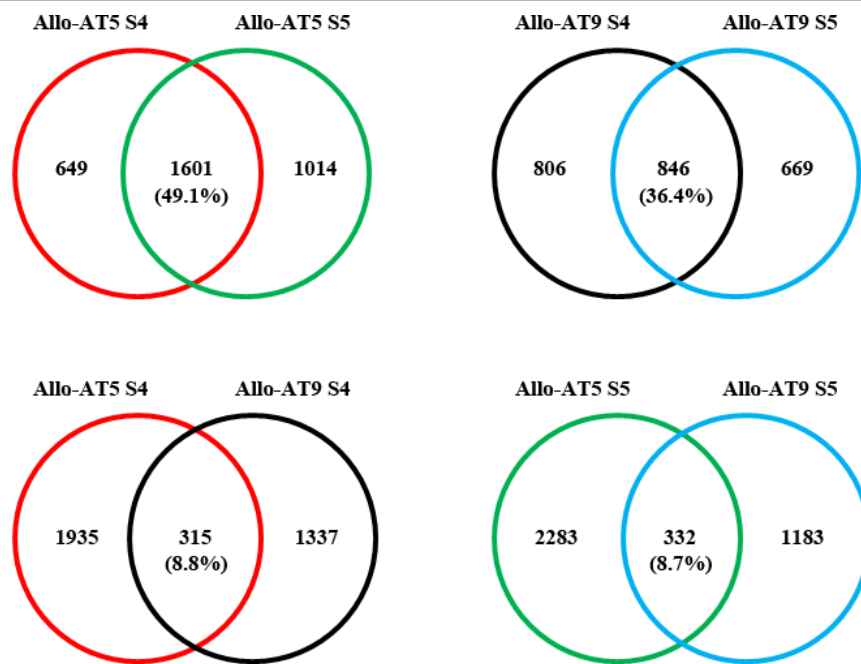 Allo-AT5 S4 Allo-AT5 S5 Allo-AT9 S4 Allo-AT9 S5
649 1601 1014 806 846 669
(49.1%) (36.4%)
Allo-AT5 S4 Allo-AT9 S4 Allo-AT5 S5 Allo-AT9 S5
1935 315 1337 2283 332 1183
(8.8%) (8.7%)